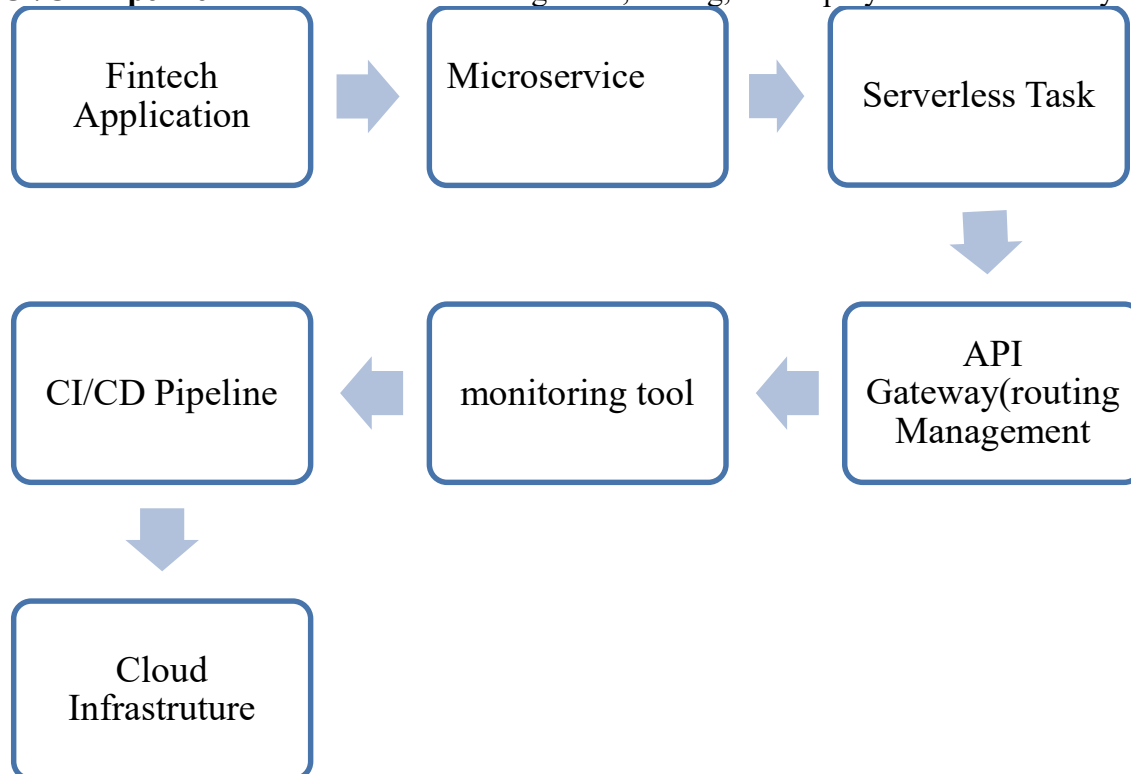 Fintech
Application
Microservice
Serverless Task
API
Gateway(routing
Management
monitoring tool
CI/CD Pipeline
Cloud
Infrastruture